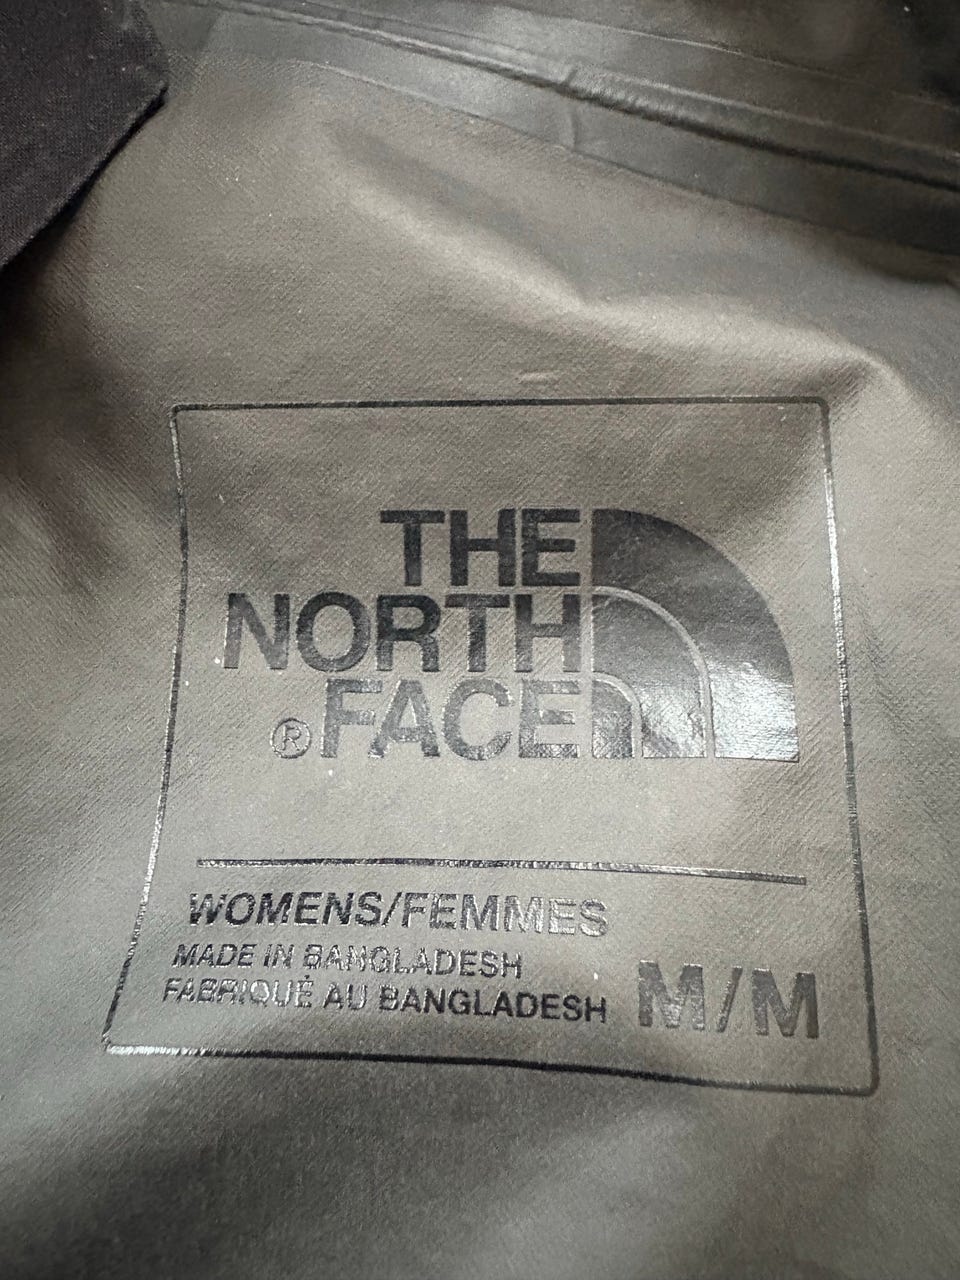 THE
NORTH
®FACE
WOMENS/FEMMES
MADE IN BANGLADESH
FABRIQUÉ AU BANGLADESH
M/M